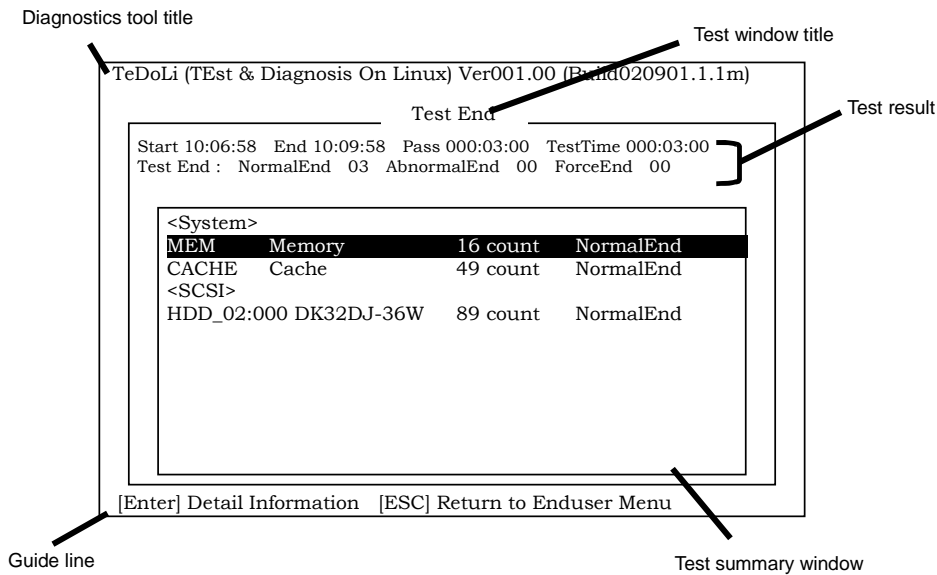 Diagnostics tool title
Test window title
TeDoLi (TEst & Diagnosis On Linux) Ver001.00 (Build020901.1.1m)
Test End
Test result
Start 10:06:58 End 10:09:58 Pass 000:03:00 TestTime 000:03:00
Test End : NormalEnd 03 AbnormalEnd 00 ForceEnd 00
<System>
MEM Memory 16 count NormalEnd
CACHE Cache 49 count NormalEnd
<SCSI>
HDD_02:000 DK32DJ-36W 89 count NormalEnd
[Enter] Detail Information [ESC] Return to Enduser Menu
Guide line
Test summary window